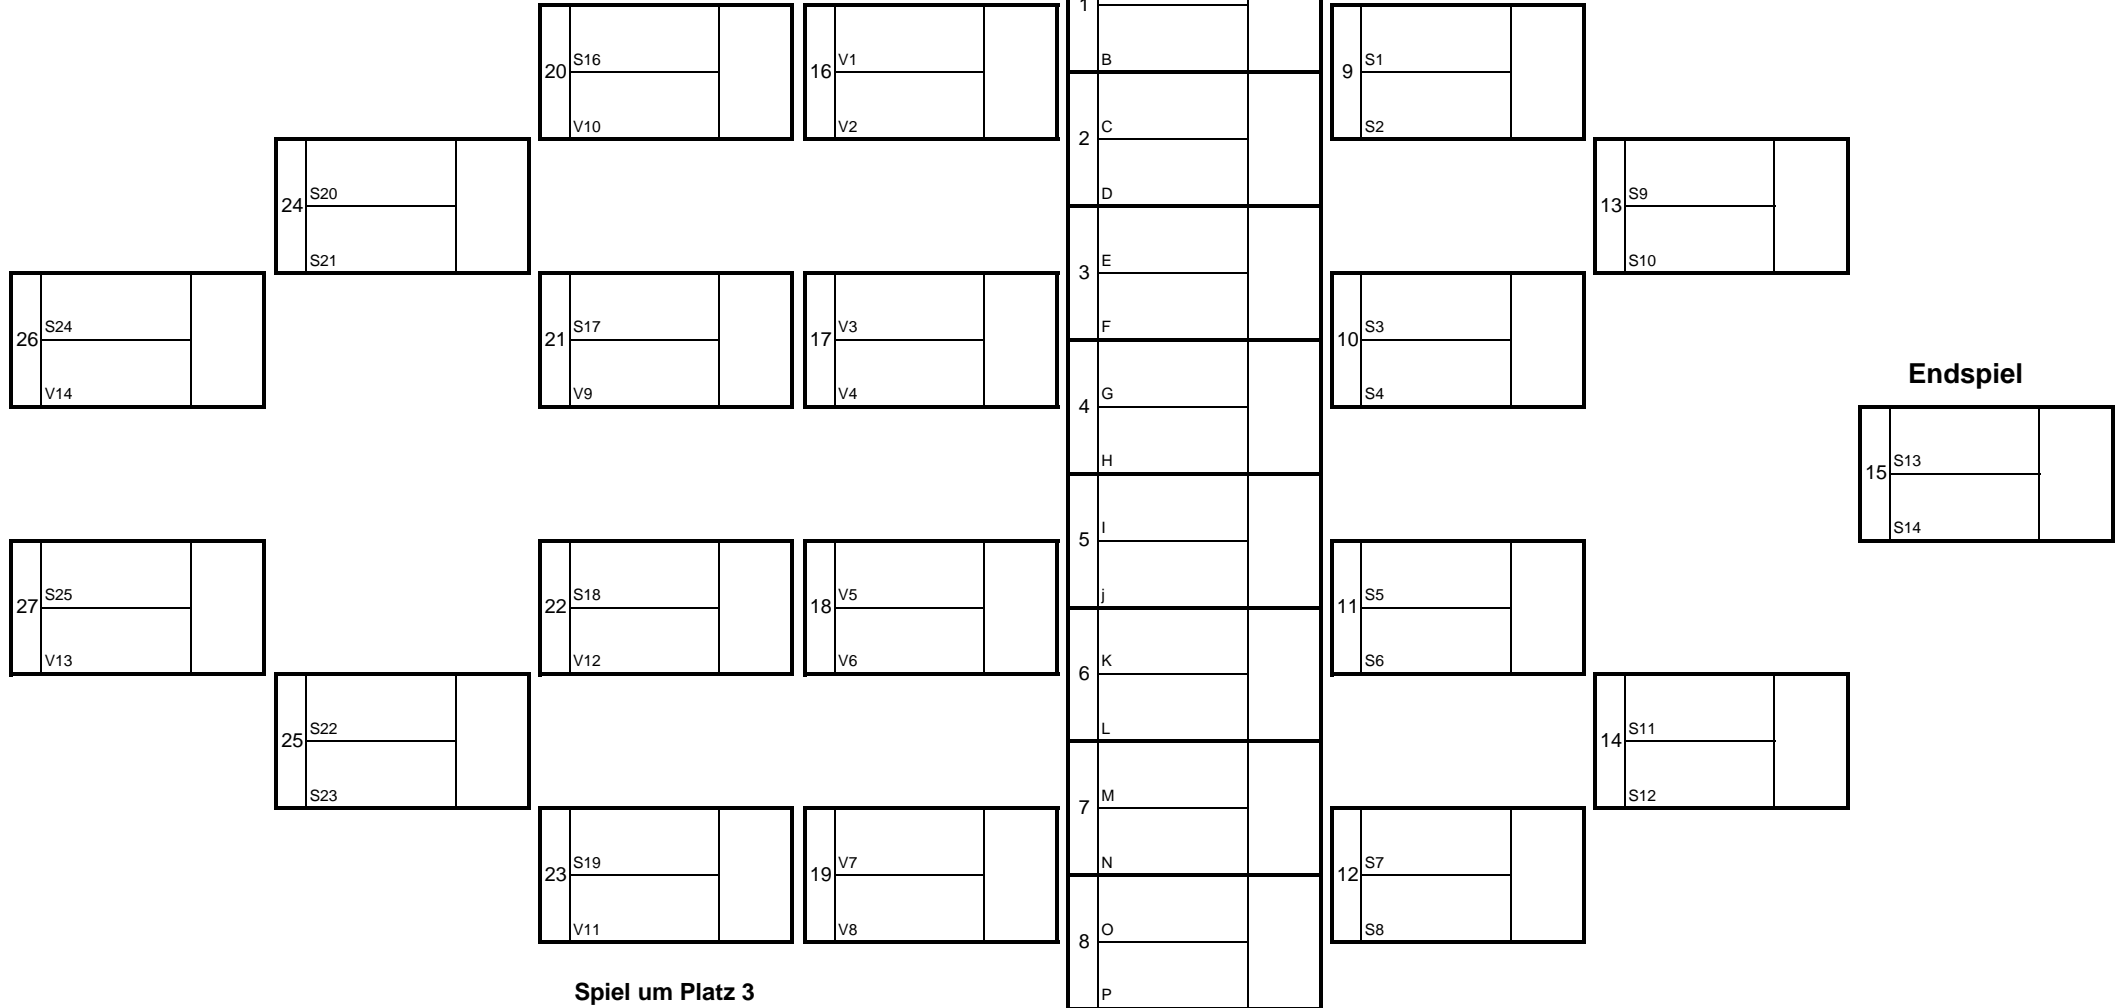 1
S16
V1
B
S1
20
16
9
V10
V2
C
S2
2
S20
D
S9
24
13
S21
E
S10
3
S24
S17
V3
F
S3
26
21
17
10
Endspiel
V14
V9
V4
G
S4
4
H
S13
15
I
S14
5
S25
S18
V5
j
S5
27
22
18
11
V13
V12
V6
K
S6
6
S22
L
S11
25
14
S23
M
S12
7
S19
V7
N
S7
23
19
12
V11
V8
O
S8
8
Spiel um Platz 3
P